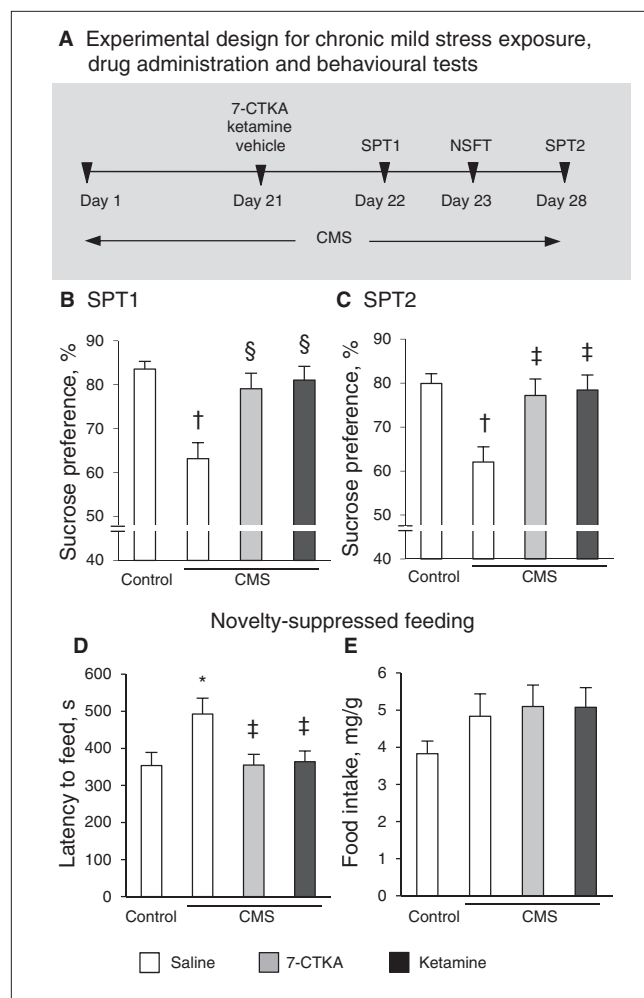 A Experimental design for chronic mild stress exposure,
drug administration and behavioural tests
7-CTKA
ketamine
vehicle
SPT1
NSFT
SPT2
Day 1
Day 21
Day 22
Day 23
Day 28
CMS
B SPT1
Sucrose preference, %
90
80
70
60
50
40
†
§
§
Control
CMS
C SPT2
Sucrose preference, %
90
80
70
60
50
40
†
‡
‡
Control
CMS
Novelty-suppressed feeding
D
Latency to feed, s
600
500
400
300
200
100
0
*
‡
‡
Control
CMS
E
Food intake, mg/g
6
5
4
3
2
1
0
Control
CMS
Saline
7-CTKA
Ketamine